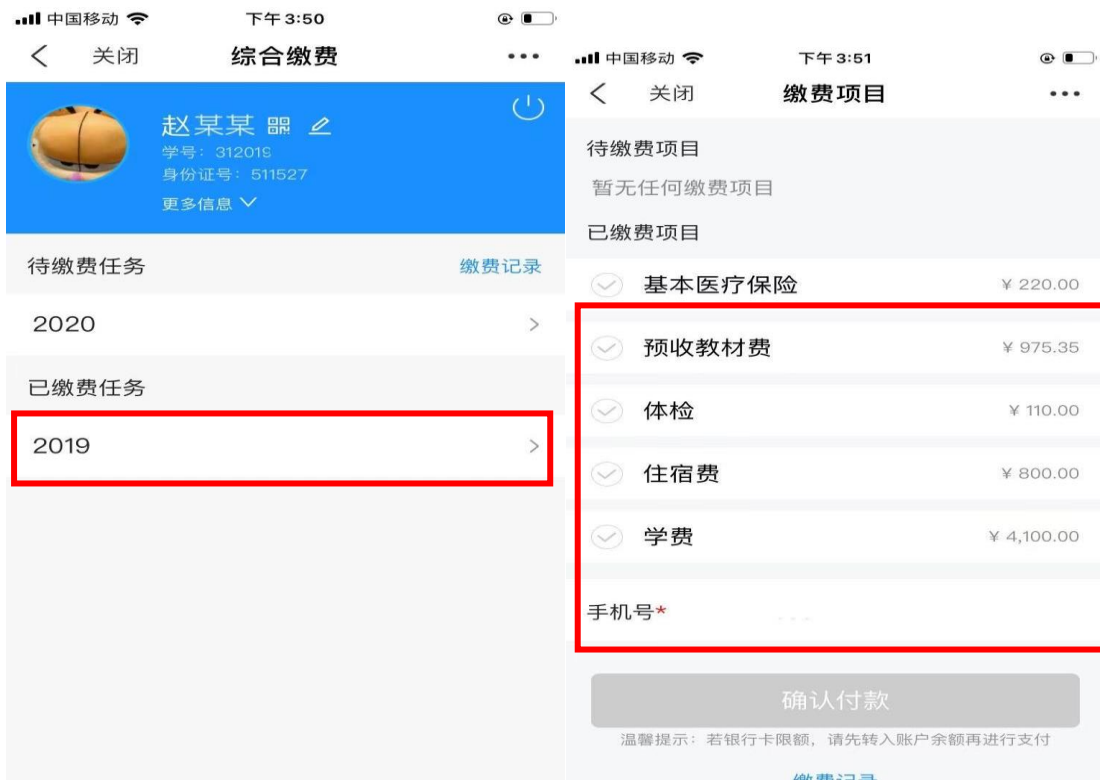 中国移动 下午3:50
关闭 综合缴费
赵某某
学号：312019
身份证号：511527
更多信息
待缴费任务 缴费记录
2020
已缴费任务
2019
中国移动 下午3:51
关闭 缴费项目
待缴费项目
暂无任何缴费项目
已缴费项目
基本医疗保险 ¥ 220.00
预收教材费 ¥ 975.35
体检 ¥ 110.00
住宿费 ¥ 800.00
学费 ¥ 4,100.00
手机号*
确认付款
温馨提示：若银行卡限额，请先转入账户余额再进行支付
缴费记录